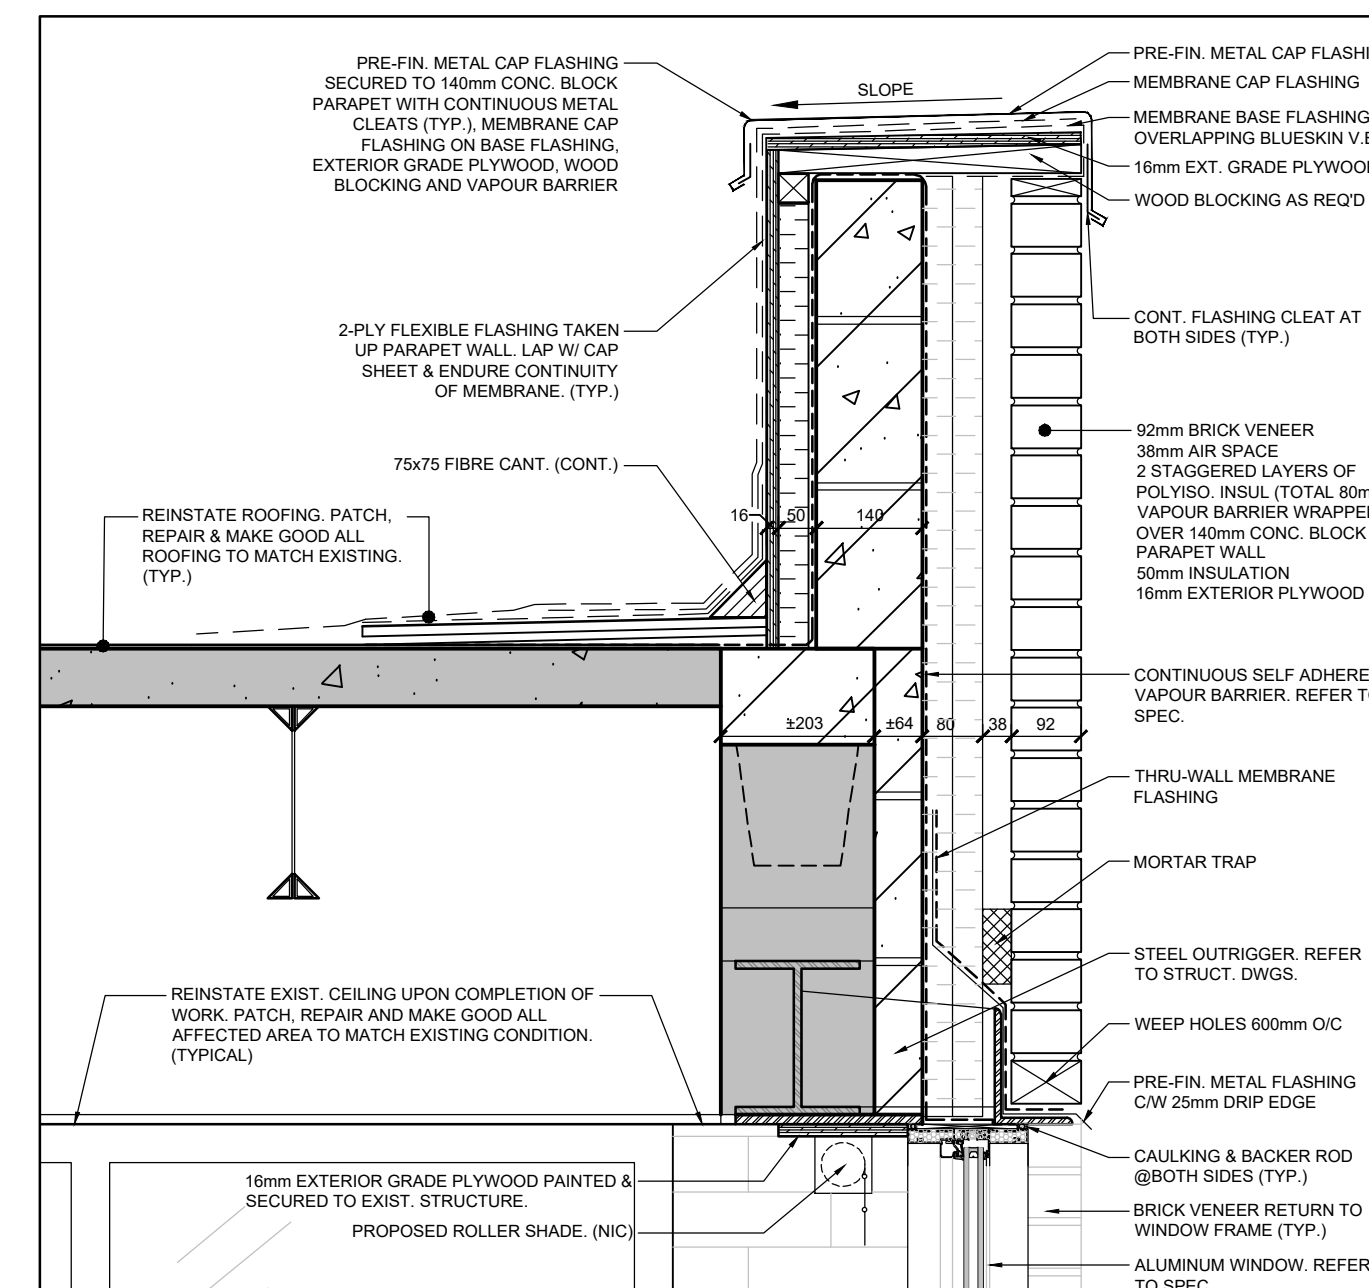 PRE-FIN. METAL CAP FLASHING
SECURED TO 140mm CONC. BLOCK
PARAPET WITH CONTINUOUS METAL
CLEATS (TYP.), MEMBRANE CAP
FLASHING ON BASE FLASHING,
EXTERIOR GRADE PLYWOOD, WOOD
BLOCKING AND VAPOUR BARRIER
2-PLY FLEXIBLE FLASHING TAKEN
UP PARAPET WALL. LAP W/ CAP
SHEET & ENDURE CONTINUITY
OF MEMBRANE. (TYP.)
75x75 FIBRE CANT. (CONT.)
REINSTATE ROOFING. PATCH,
REPAIR & MAKE GOOD ALL
ROOFING TO MATCH EXISTING.
(TYP.)
SLOPE
16 50 140
±203 ±64 80 38 92
REINSTATE EXIST. CEILING UPON COMPLETION OF
WORK. PATCH, REPAIR AND MAKE GOOD ALL
AFFECTED AREA TO MATCH EXISTING CONDITION.
(TYPICAL)
16mm EXTERIOR GRADE PLYWOOD PAINTED &
SECURED TO EXIST. STRUCTURE.
PROPOSED ROLLER SHADE. (NIC)
PRE-FIN. METAL CAP FLASHI
MEMBRANE CAP FLASHING
MEMBRANE BASE FLASHING
OVERLAPPING BLUESKIN V.B
16mm EXT. GRADE PLYWOOD
WOOD BLOCKING AS REQ'D
CONT. FLASHING CLEAT AT
BOTH SIDES (TYP.)
92mm BRICK VENEER
38mm AIR SPACE
2 STAGGERED LAYERS OF
POLYISO. INSUL (TOTAL 80m
VAPOUR BARRIER WRAPPE
OVER 140mm CONC. BLOCK
PARAPET WALL
50mm INSULATION
16mm EXTERIOR PLYWOOD
CONTINUOUS SELF ADHERE
VAPOUR BARRIER. REFER TO
SPEC.
THRU-WALL MEMBRANE
FLASHING
MORTAR TRAP
STEEL OUTRIGGER. REFER
TO STRUCT. DWGS.
WEEP HOLES 600mm O/C
PRE-FIN. METAL FLASHING
C/W 25mm DRIP EDGE
CAULKING & BACKER ROD
@BOTH SIDES (TYP.)
BRICK VENEER RETURN TO
WINDOW FRAME (TYP.)
ALUMINUM WINDOW. REFER
TO SPEC